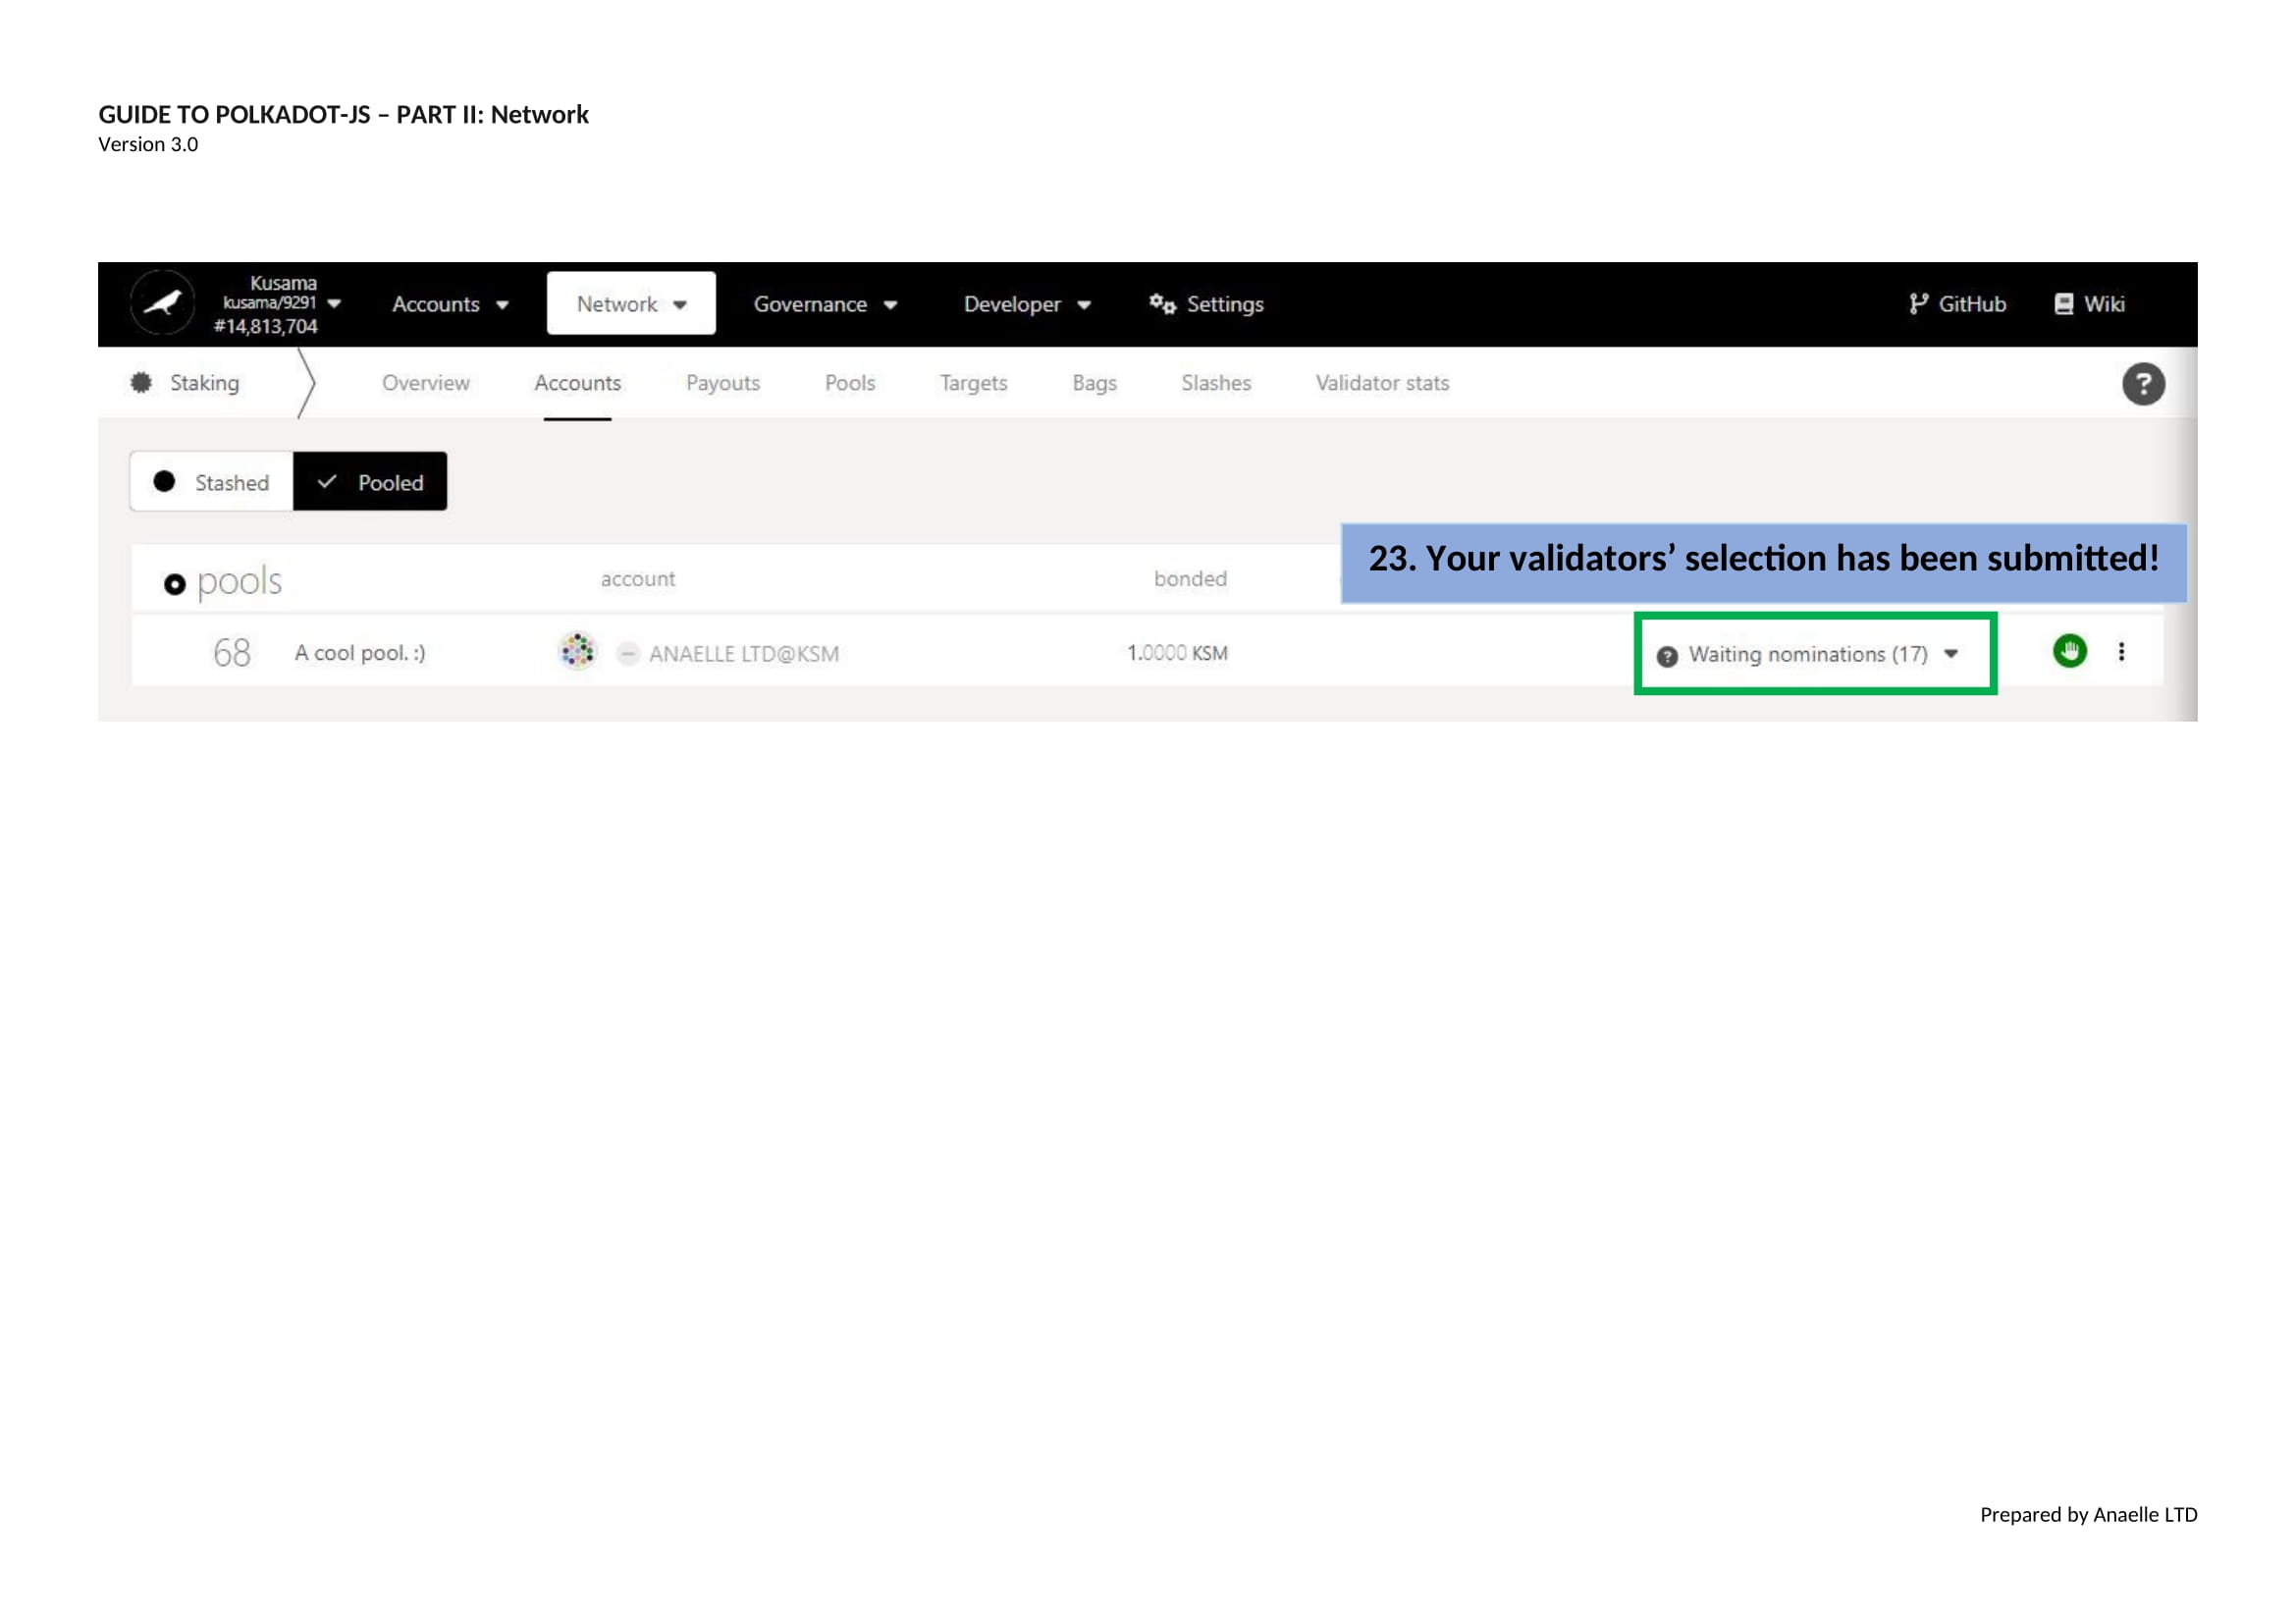 GUIDE TO POLKADOT-JS – PART II: Network
Version 3.0
Kusama
kusama/9291
#14,813,704
Accounts
Network
Governance
Developer
Settings
GitHub
Wiki
Staking
Overview
Accounts
Payouts
Pools
Targets
Bags
Slashes
Validator stats
?
Stashed
Pooled
23. Your validators’ selection has been submitted!
pools
account
bonded
68
A cool pool. :)
ANAELLE LTD@KSM
1.0000 KSM
? Waiting nominations (17)
Prepared by Anaelle LTD